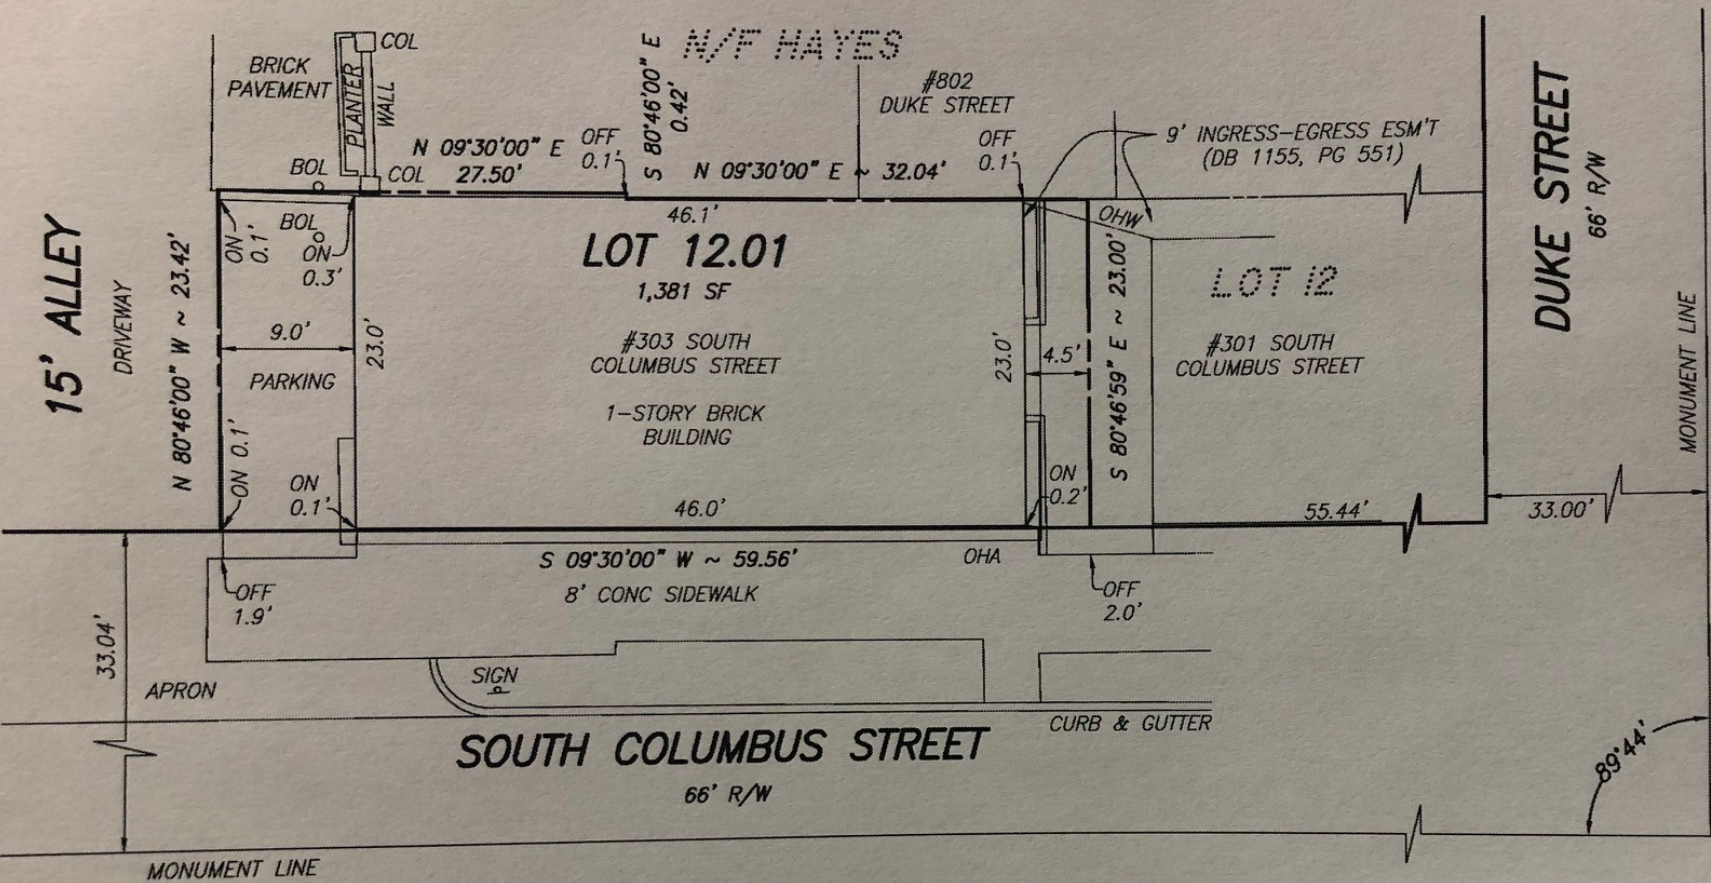 N/F HAYES
COL
BRICK
PAVEMENT
PLANTER
WALL
S 80°46'00" E
0.42'
#802
DUKE STREET
N 09°30'00" E
27.50'
OFF
0.1'
N 09°30'00" E ~ 32.04'
OFF
0.1'
9' INGRESS-EGRESS ESM'T
(DB 1155, PG 551)
BOL
COL
DUKE STREET
66' R/W
15' ALLEY
DRIVEWAY
N 80°46'00" W ~ 23.42'
ON
0.1'
BOL
ON
0.3'
46.1'
LOT 12.01
1,381 SF
OHW
LOT 12
9.0'
23.0'
#303 SOUTH
COLUMBUS STREET
23.0'
4.5'
S 80°46'59" E ~ 23.00'
#301 SOUTH
COLUMBUS STREET
MONUMENT LINE
PARKING
1-STORY BRICK
BUILDING
ON 0.1'
ON
0.1'
46.0'
ON
0.2'
55.44'
33.00'
S 09°30'00" W ~ 59.56'
OHA
8' CONC SIDEWALK
OFF
1.9'
OFF
2.0'
33.04'
APRON
SIGN
CURB & GUTTER
SOUTH COLUMBUS STREET
66' R/W
89°44'
MONUMENT LINE